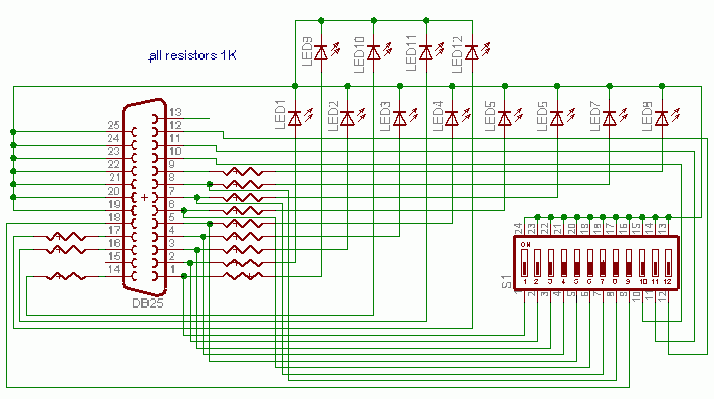 LED9 LED10 LED11 LED12
all resistors 1K
LED1 LED2 LED3 LED4 LED5 LED6 LED7 LED8
13
25 12
24 11
23 10
22 9
21 8
20 7
19 6
18 5
17 4
16 3
15 2
14 1
DB25
24 23 22 21 20 19 18 17 16 15 14 13
ON
S1
1 2 3 4 5 6 7 8 9 10 11 12
1 2 3 4 5 6 7 8 9 10 11 12